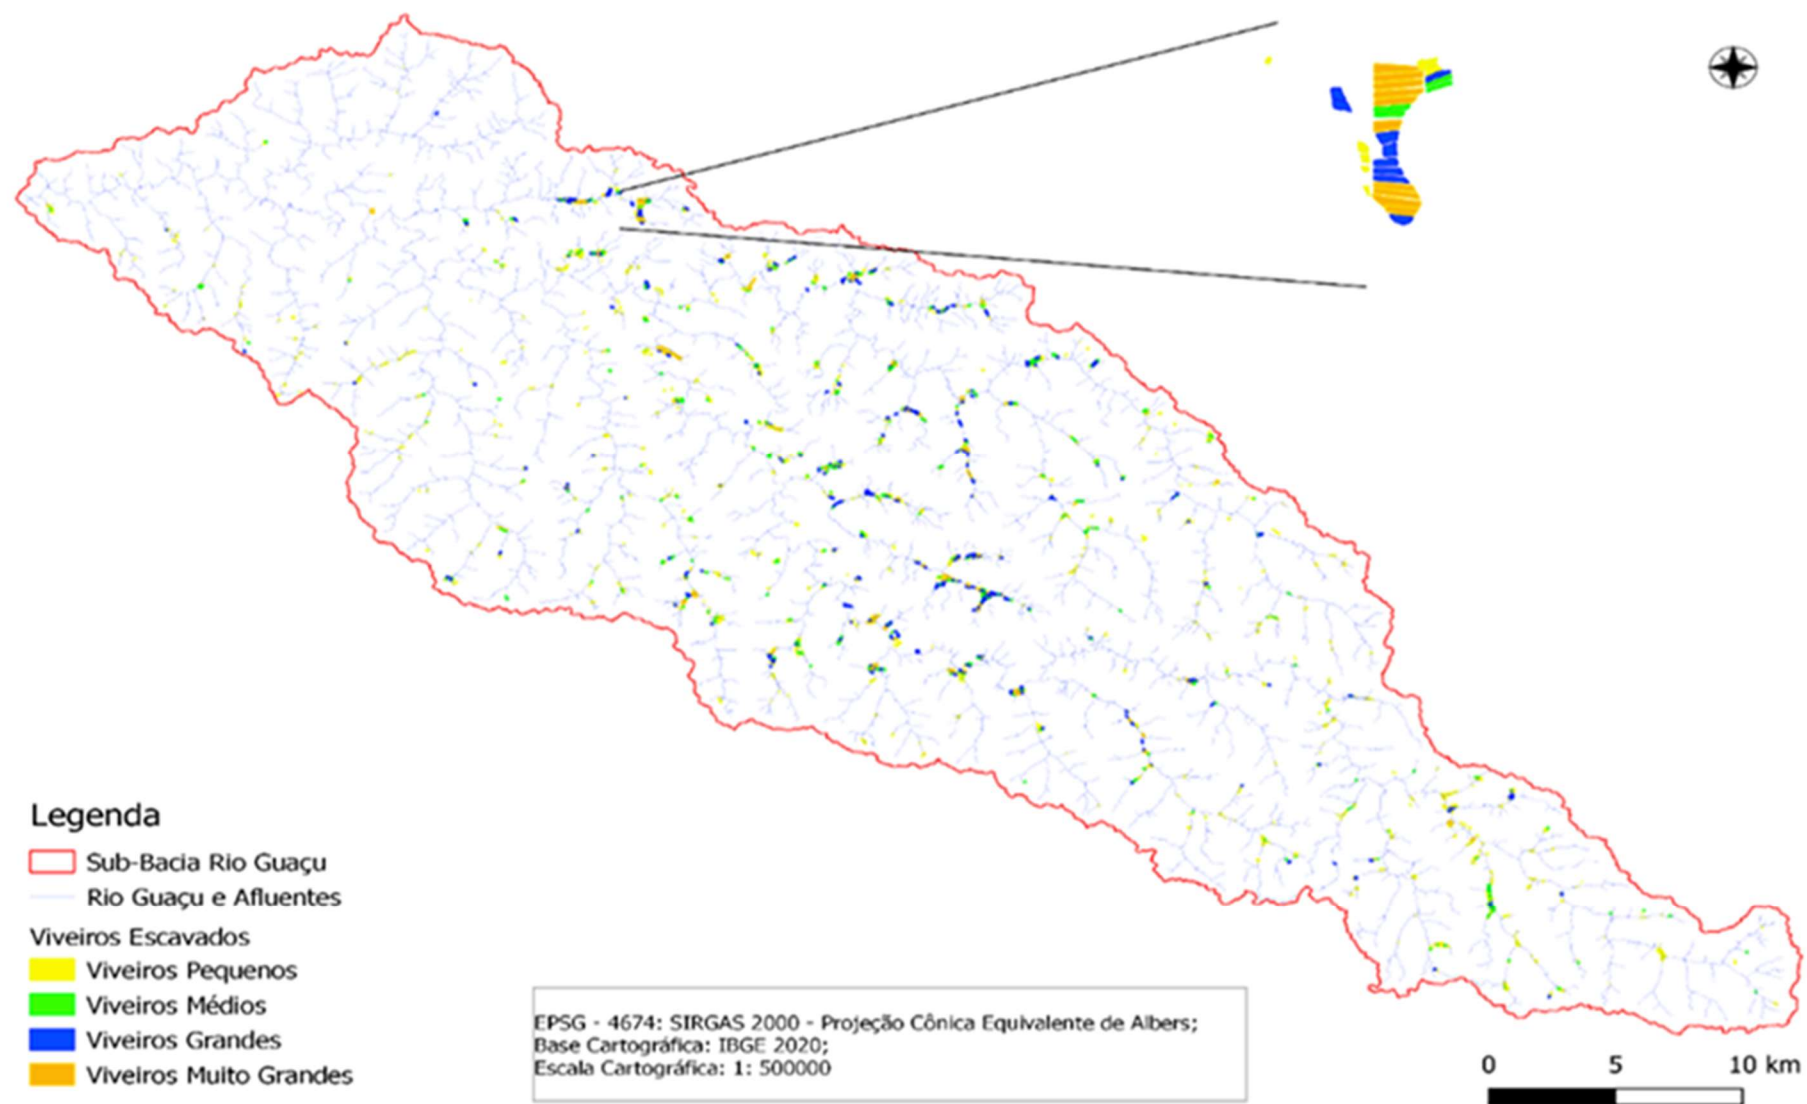 Legenda
Sub-Bacia Rio Guaçu
Rio Guaçu e Afluentes
Viveiros Escavados
Viveiros Pequenos
Viveiros Médios
Viveiros Grandes
Viveiros Muito Grandes
EPSG - 4674: SIRGAS 2000 - Projeção Cônica Equivalente de Albers;
Base Cartográfica: IBGE 2020;
Escala Cartográfica: 1: 500000
0 5 10 km